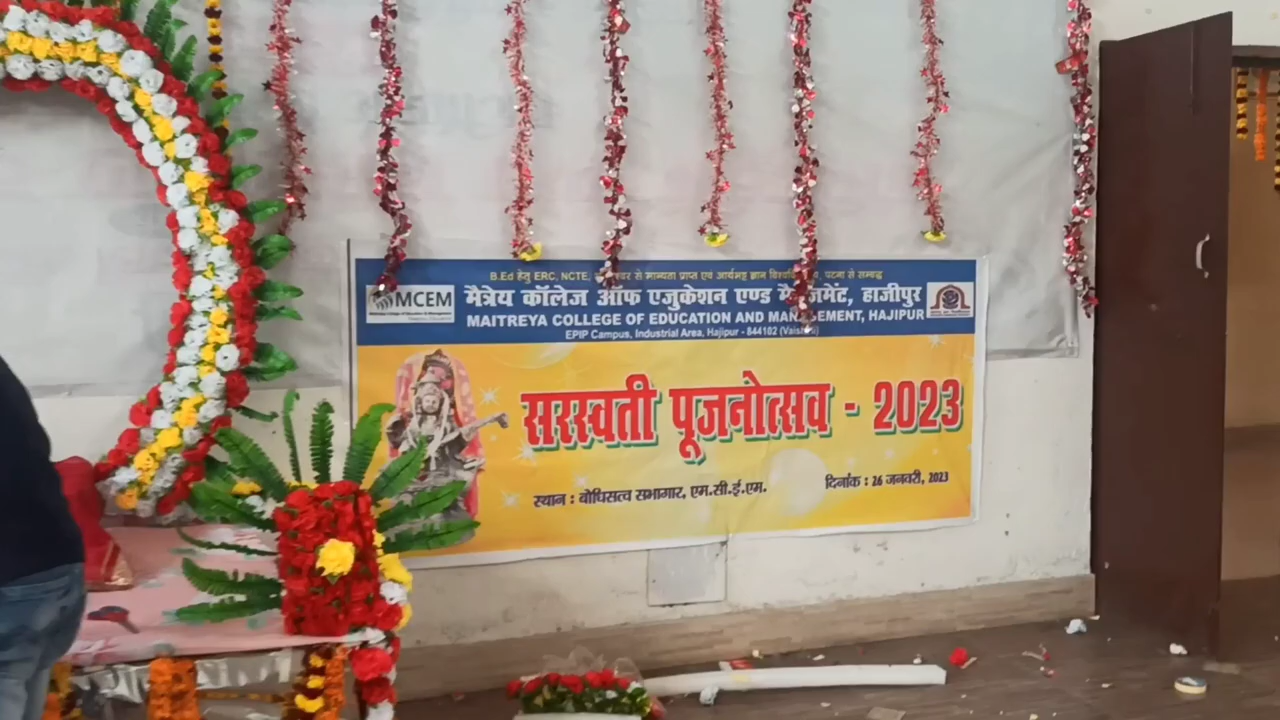 B.Ed हेतु ERC, NCTE, से मान्यता प्राप्त एवं आर्यभट्ट ज्ञान पटना से सम्बद्ध
MCEM
मैत्रेय कॉलेज ऑफ एजुकेशन एण्ड मैनेजमेंट, हाजीपुर
MAITREYA COLLEGE OF EDUCATION AND MANAGEMENT, HAJIPUR
EPIP Campus, Industrial Area, Hajipur - 844102 (Vaishali)
सरस्वती पूजनोत्सव - 2023
स्थान : बोधिसत्व सभागार, एम.सी.ई.एम.
दिनांक : 26 जनवरी, 2023